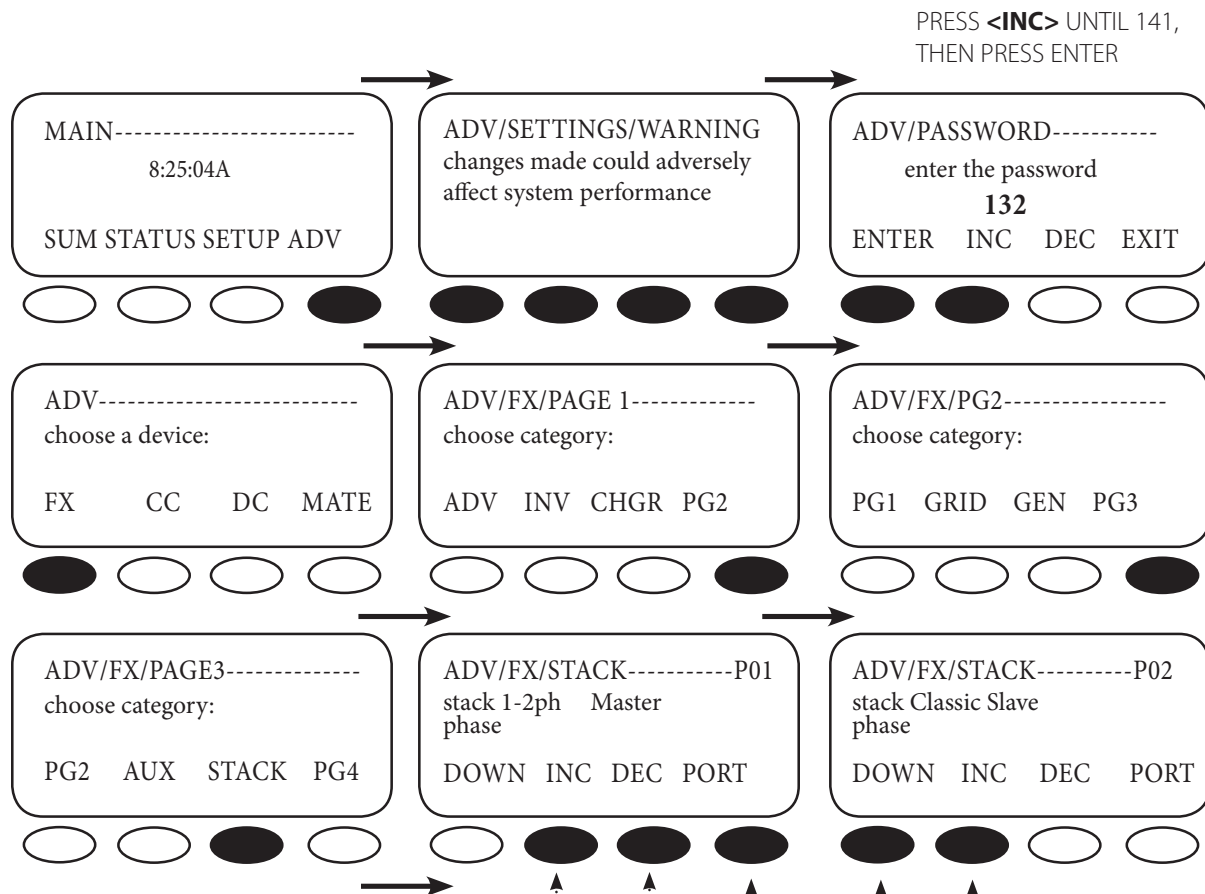 PRESS <INC> UNTIL 141,
THEN PRESS ENTER
MAIN-------------------------
8:25:04A
SUM STATUS SETUP ADV
ADV/SETTINGS/WARNING
changes made could adversely
affect system performance
ADV/PASSWORD-----------
enter the password
132
ENTER INC DEC EXIT
ADV---------------------------
choose a device:
FX CC DC MATE
ADV/FX/PAGE 1-------------
choose category:
ADV INV CHGR PG2
ADV/FX/PG2-----------------
choose category:
PG1 GRID GEN PG3
ADV/FX/PAGE3--------------
choose category:
PG2 AUX STACK PG4
ADV/FX/STACK-----------P01
stack 1-2ph Master
phase
DOWN INC DEC PORT
ADV/FX/STACK----------P02
stack Classic Slave
phase
DOWN INC DEC PORT